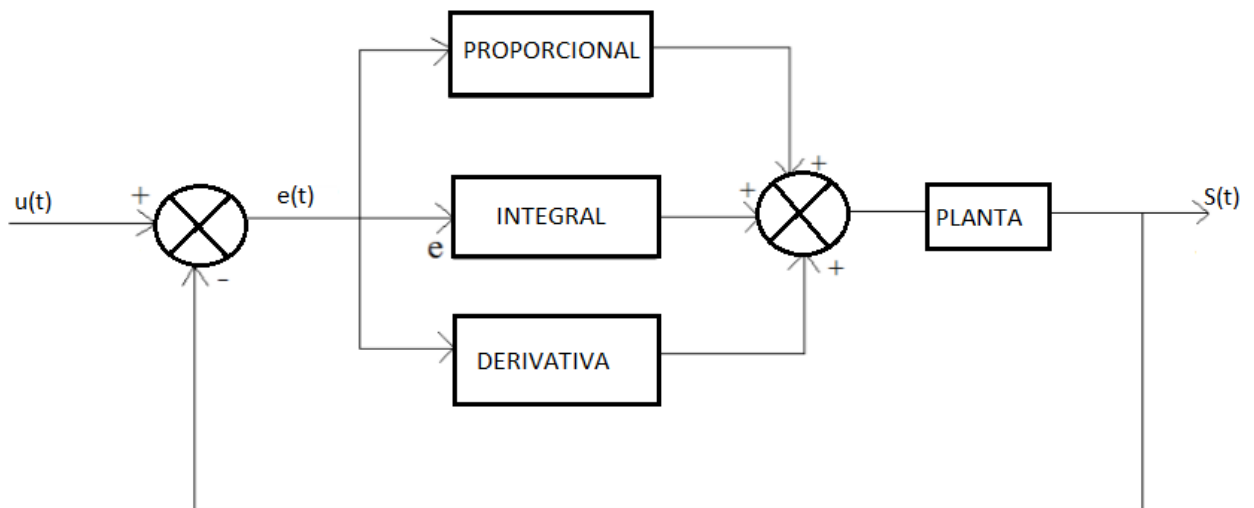 PROPORCIONAL
+
u(t)
+
e(t)
+
INTEGRAL
PLANTA
S(t)
e
-
+
DERIVATIVA